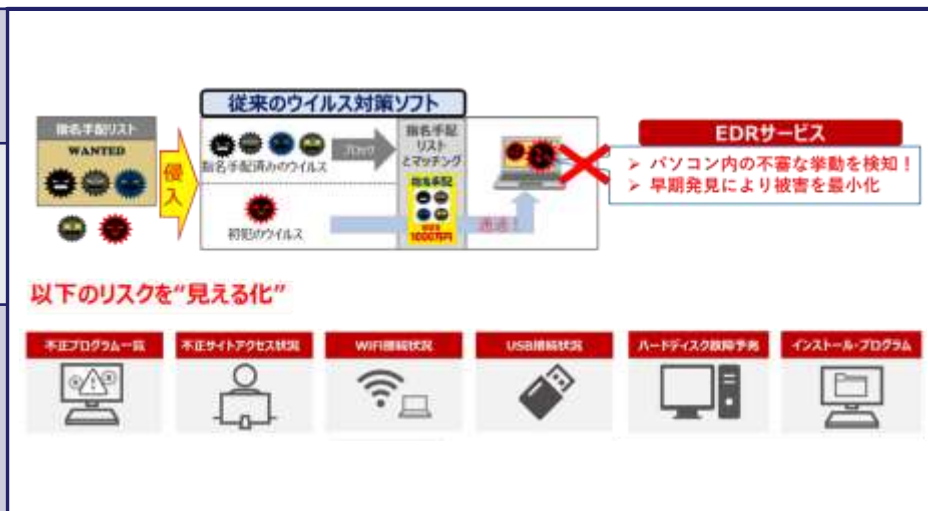 従来のウイルス対策ソフト
指名手配リスト
WANTED
侵入
指名手配済みのウイルス
ブロック
指名手配
リスト
とマッチング
指名手配
1000万円
初犯のウイルス
通過!
EDRサービス
➢ パソコン内の不審な挙動を検知!
➢ 早期発見により被害を最小化
以下のリスクを“見える化”
不正プログラム一覧
不正サイトアクセス状況
WIFI接続状況
USB接続状況
ハードディスク故障予兆
インストール・プログラム